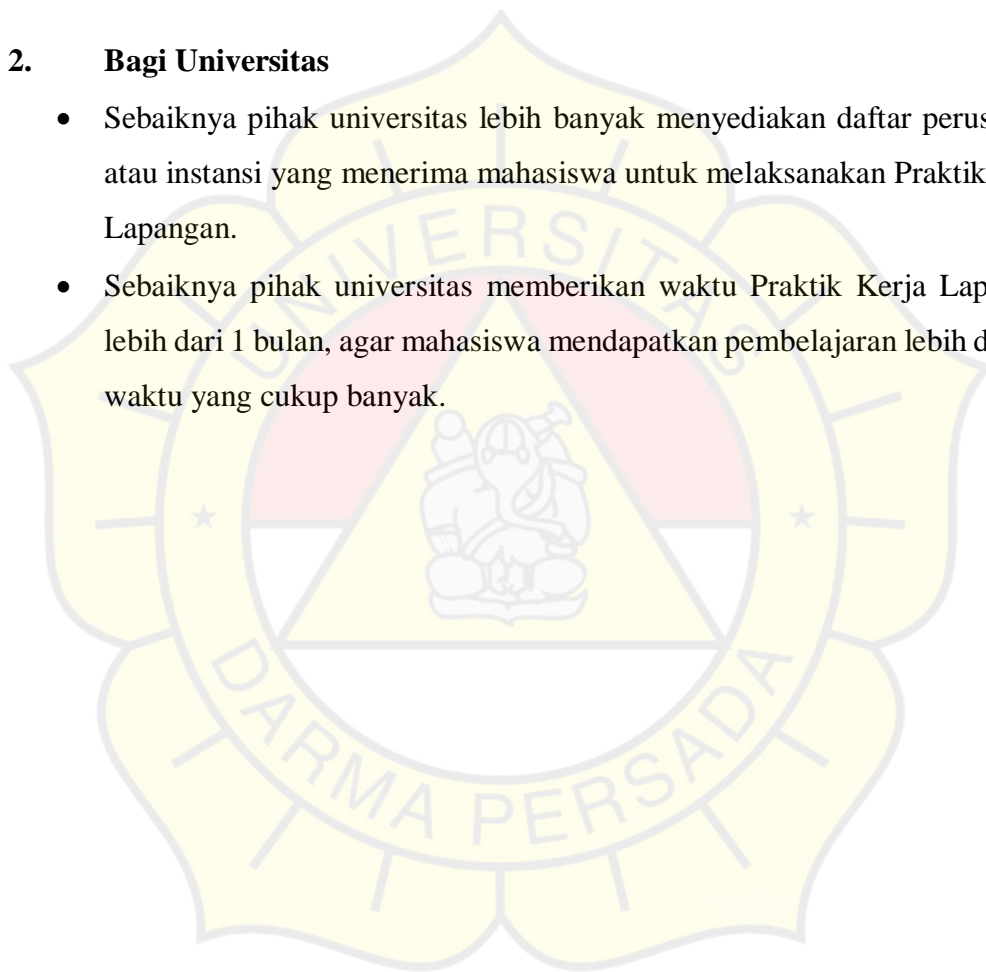 2. Bagi Universitas
• Sebaiknya pihak universitas lebih banyak menyediakan daftar perus
atau instansi yang menerima mahasiswa untuk melaksanakan Praktik
Lapangan.
• Sebaiknya pihak universitas memberikan waktu Praktik Kerja Lap
lebih dari 1 bulan, agar mahasiswa mendapatkan pembelajaran lebih d
waktu yang cukup banyak.
UNIVERSITAS
DARMA PERSADA